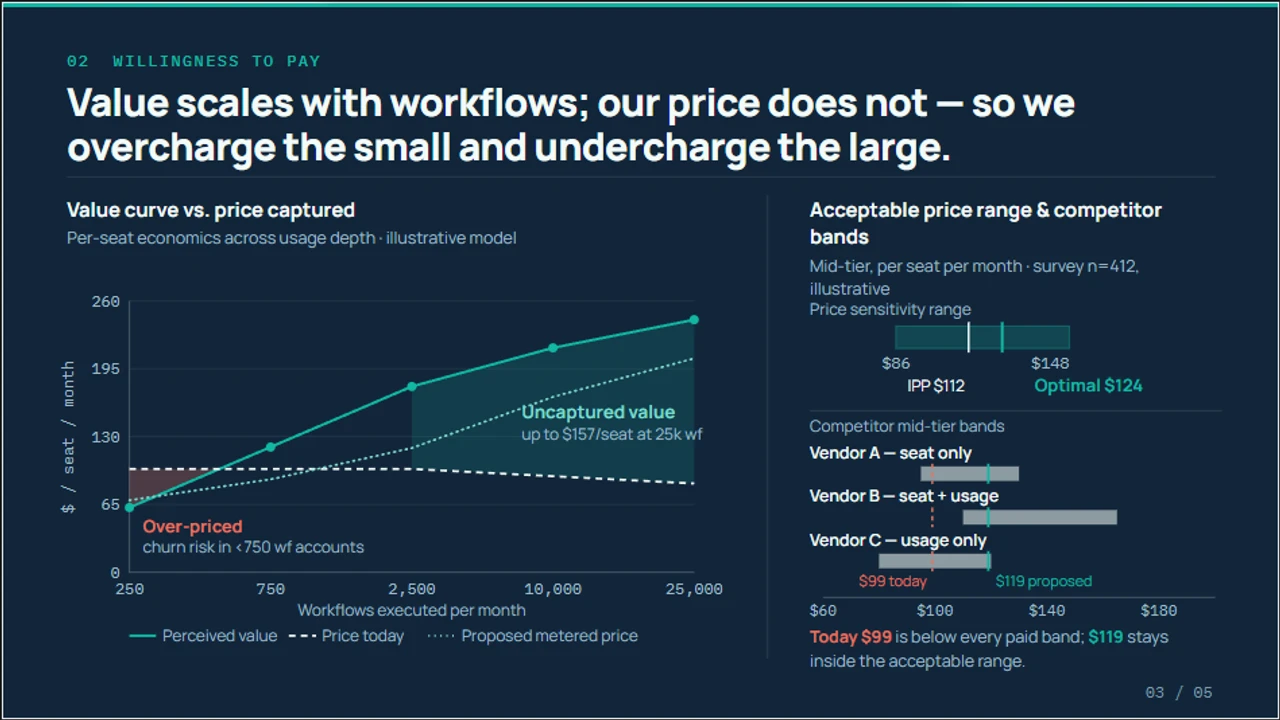 02 WILLINGNESS TO PAY
Value scales with workflows; our price does not — so we
overcharge the small and undercharge the large.
Value curve vs. price captured
Per-seat economics across usage depth · illustrative model
$ / seat / month
260
195
130
65
0
Uncaptured value
up to $157/seat at 25k wf
Over-priced
churn risk in <750 wf accounts
250 750 2,500 10,000 25,000
Workflows executed per month
Perceived value Price today Proposed metered price
Acceptable price range & competitor
bands
Mid-tier, per seat per month · survey n=412,
illustrative
Price sensitivity range
$86 $148
IPP $112 Optimal $124
Competitor mid-tier bands
Vendor A — seat only
Vendor B — seat + usage
Vendor C — usage only
$99 today $119 proposed
$60 $100 $140 $180
Today $99 is below every paid band; $119 stays
inside the acceptable range.
03 / 05